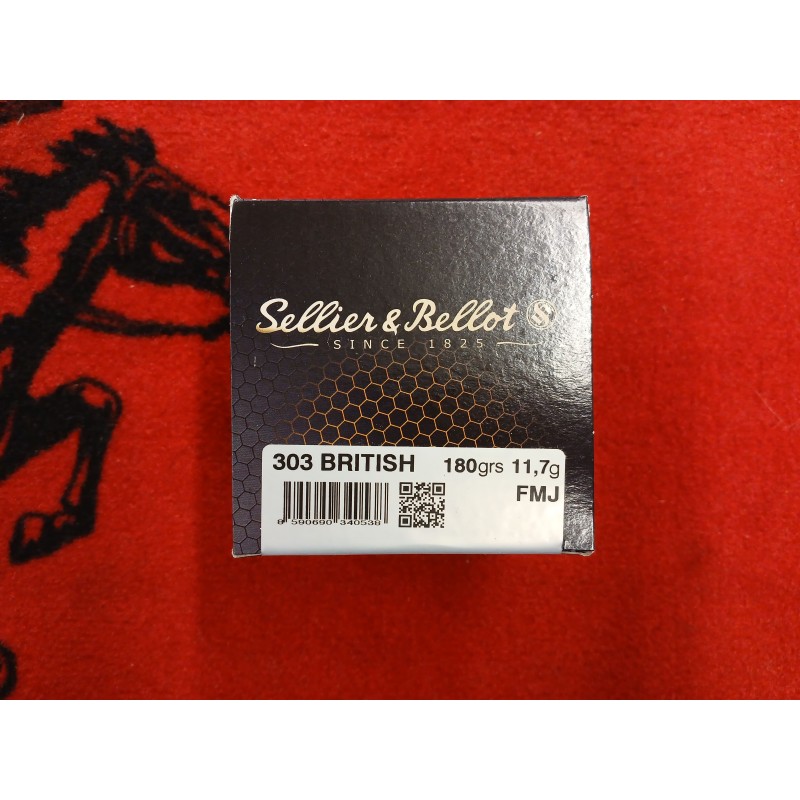 Sellier & Bellot S
SINCE 1825
303 BRITISH 180grs 11,7g
FMJ
8 590690 340538